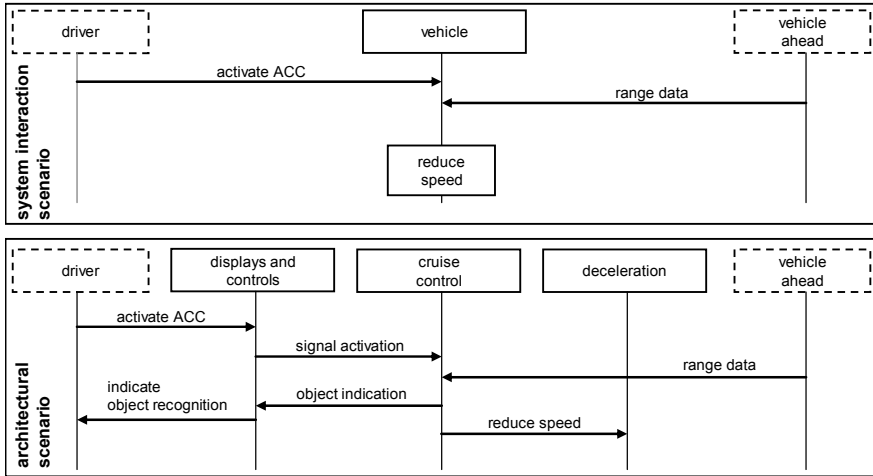 driver
vehicle
vehicle
ahead
activate ACC
range data
reduce
speed
system interaction
scenario
driver
displays and
controls
cruise
control
deceleration
vehicle
ahead
activate ACC
signal activation
range data
indicate
object recognition
object indication
reduce speed
architectural
scenario